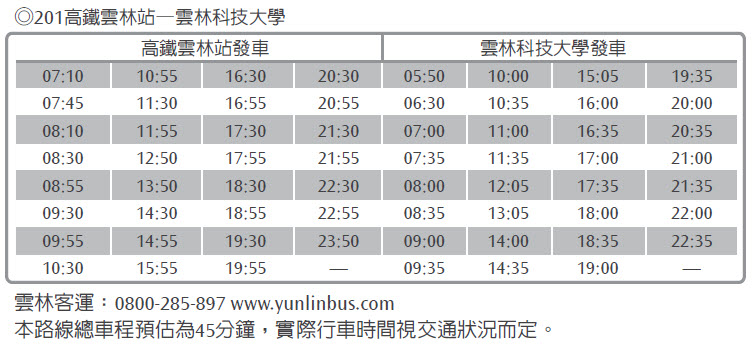 ◎201高鐵雲林站─雲林科技大學
高鐵雲林站發車 雲林科技大學發車
07:10 10:55 16:30 20:30 05:50 10:00 15:05 19:35
07:45 11:30 16:55 20:55 06:30 10:35 16:00 20:00
08:10 11:55 17:30 21:30 07:00 11:00 16:35 20:35
08:30 12:50 17:55 21:55 07:35 11:35 17:00 21:00
08:55 13:50 18:30 22:30 08:00 12:05 17:35 21:35
09:30 14:30 18:55 22:55 08:35 13:05 18:00 22:00
09:55 14:55 19:30 23:50 09:00 14:00 18:35 22:35
10:30 15:55 19:55 — 09:35 14:35 19:00 —
雲林客運：0800-285-897 www.yunlinbus.com
本路線總車程預估為45分鐘，實際行車時間視交通狀況而定。